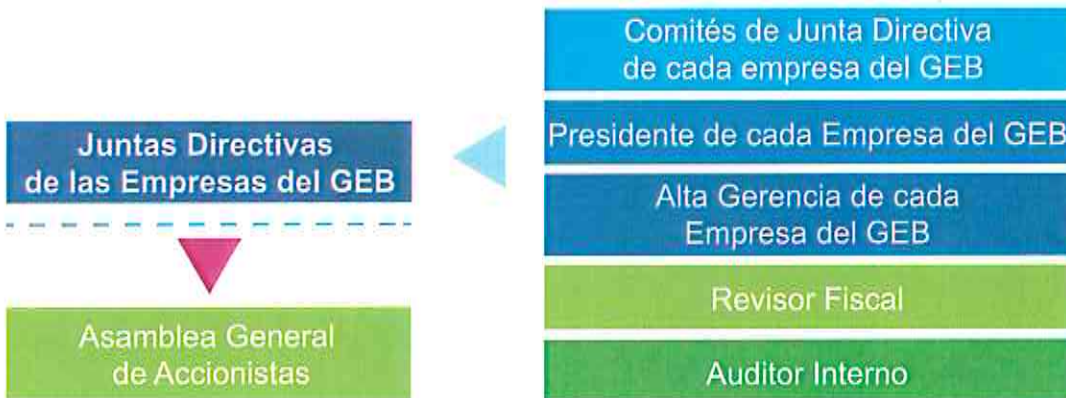 Juntas Directivas
de las Empresas del GEB
Asamblea General
de Accionistas
Comités de Junta Directiva
de cada empresa del GEB
Presidente de cada Empresa del GEB
Alta Gerencia de cada
Empresa del GEB
Revisor Fiscal
Auditor Interno